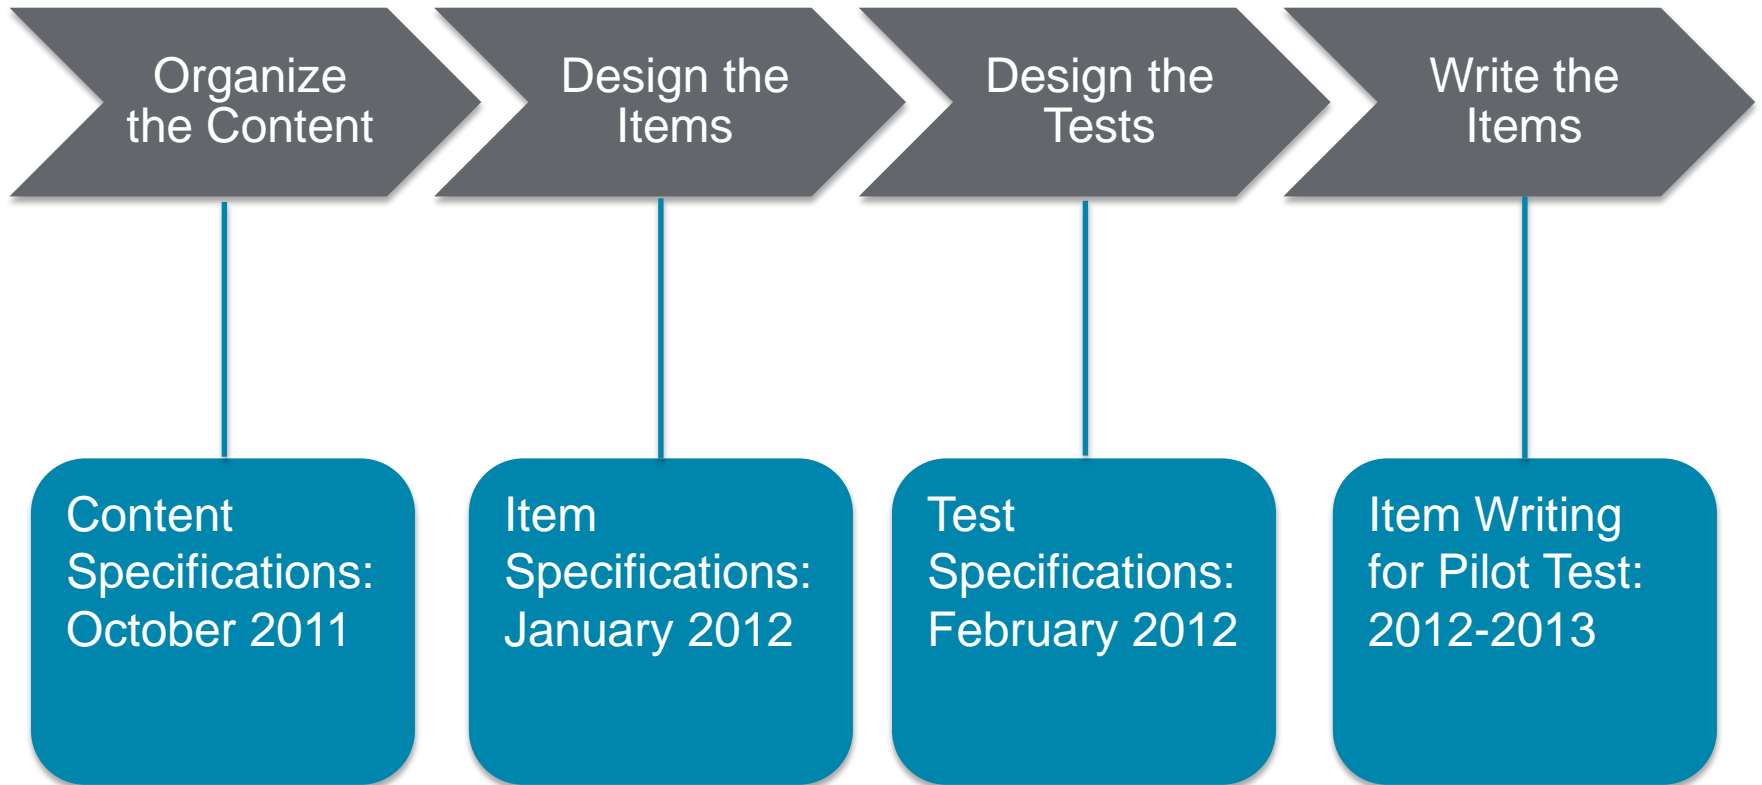 Organize
the Content
Design the
Items
Design the
Tests
Write the
Items
Content
Specifications:
October 2011
Item
Specifications:
January 2012
Test
Specifications:
February 2012
Item Writing
for Pilot Test:
2012-2013